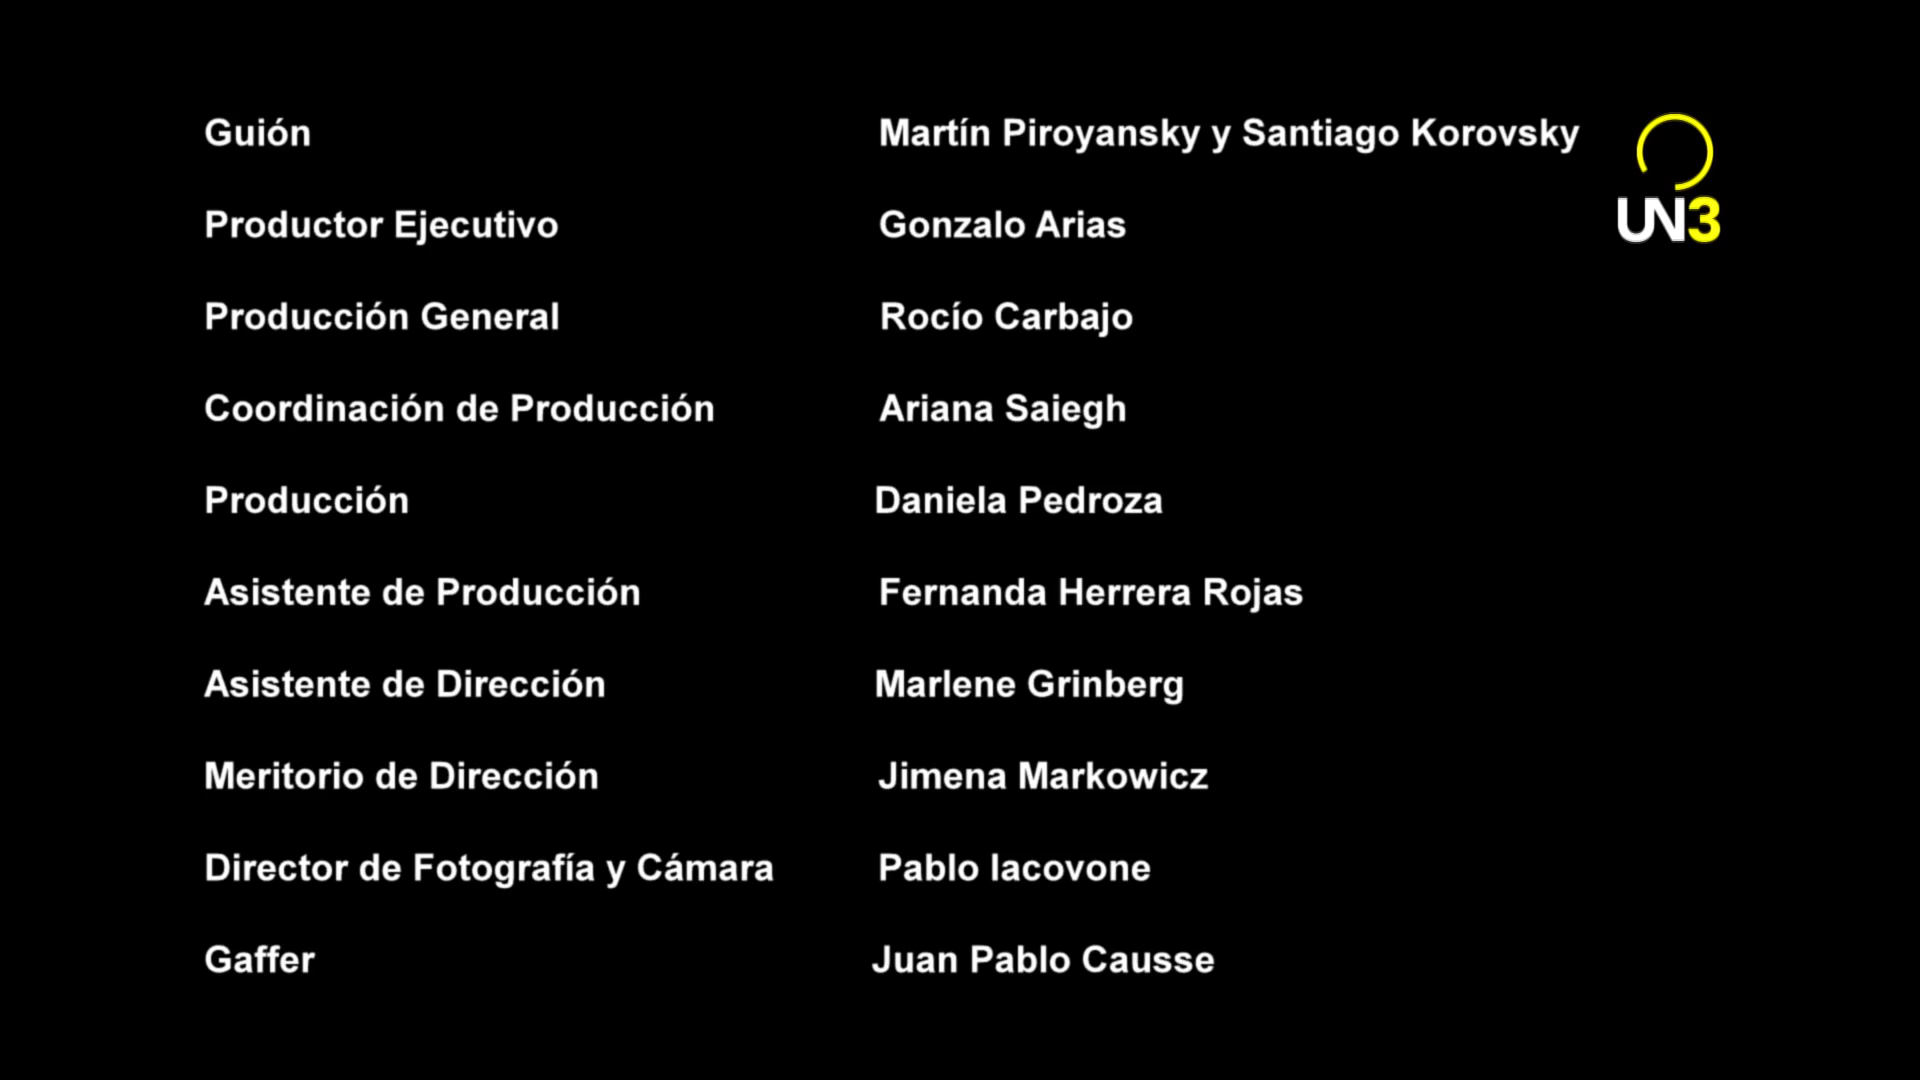 Guión Martín Piroyansky y Santiago Korovsky
UN3
Productor Ejecutivo Gonzalo Arias
Producción General Rocío Carbajo
Coordinación de Producción Ariana Saiegh
Producción Daniela Pedroza
Asistente de Producción Fernanda Herrera Rojas
Asistente de Dirección Marlene Grinberg
Meritorio de Dirección Jimena Markowicz
Director de Fotografía y Cámara Pablo Iacovone
Gaffer Juan Pablo Causse